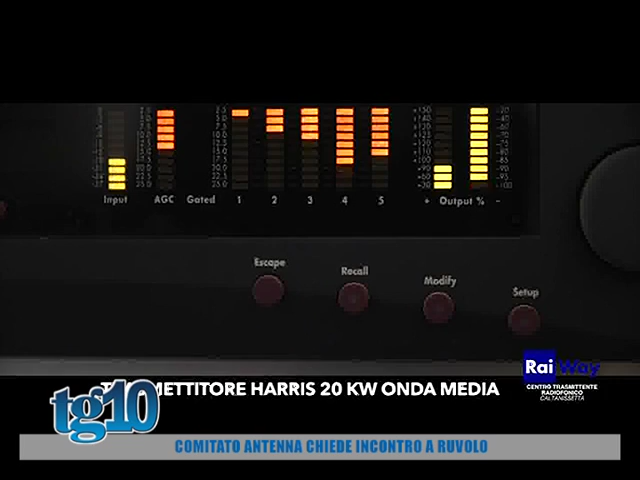 Input AGC Gated 1 2 3 4 5 + Output % -
Escape
Recall
Modify
Setup
METTITORE HARRIS 20 KW ONDA MEDIA
Rai Way
CENTRO TRASMITTENTE
RADIOFONICO
CALTANISSETTA
tg10
COMITATO ANTENNA CHIEDE INCONTRO A RUVOLO